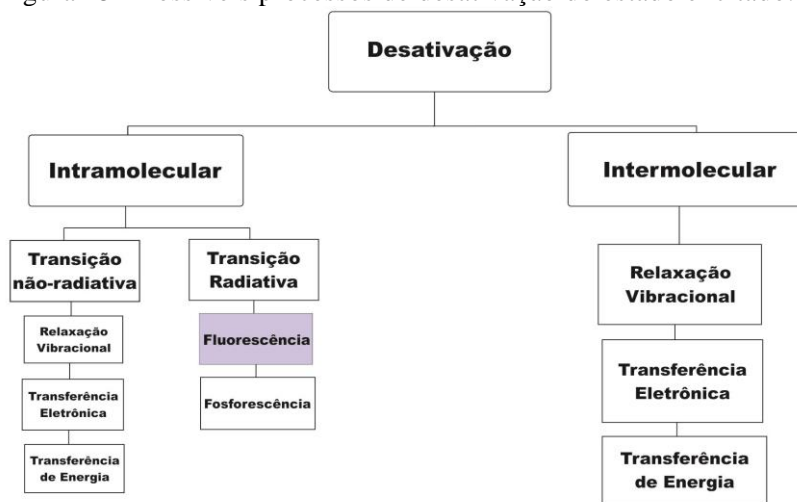 Desativação
Intramolecular
Intermolecular
Transição
não-radiativa
Transição
Radiativa
Relaxação
Vibracional
Relaxação
Vibracional
Fluorescência
Transferência
Eletrônica
Transferência
Eletrônica
Fosforescência
Transferência
de Energia
Transferência
de Energia